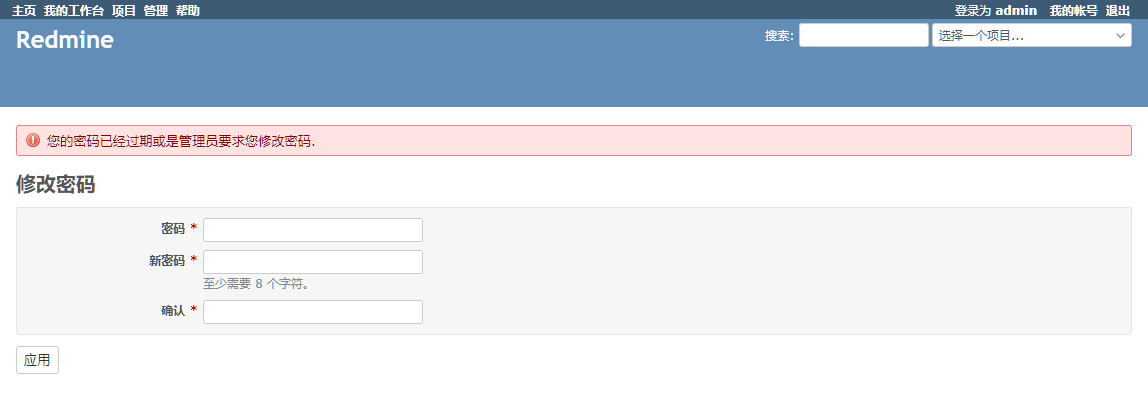 主页 我的工作台 项目 管理 帮助 登录为 admin 我的帐号 退出
Redmine 搜索: 选择一个项目...
您的密码已经过期或是管理员要求您修改密码.
修改密码
密码 *
新密码 *
至少需要 8 个字符。
确认 *
应用